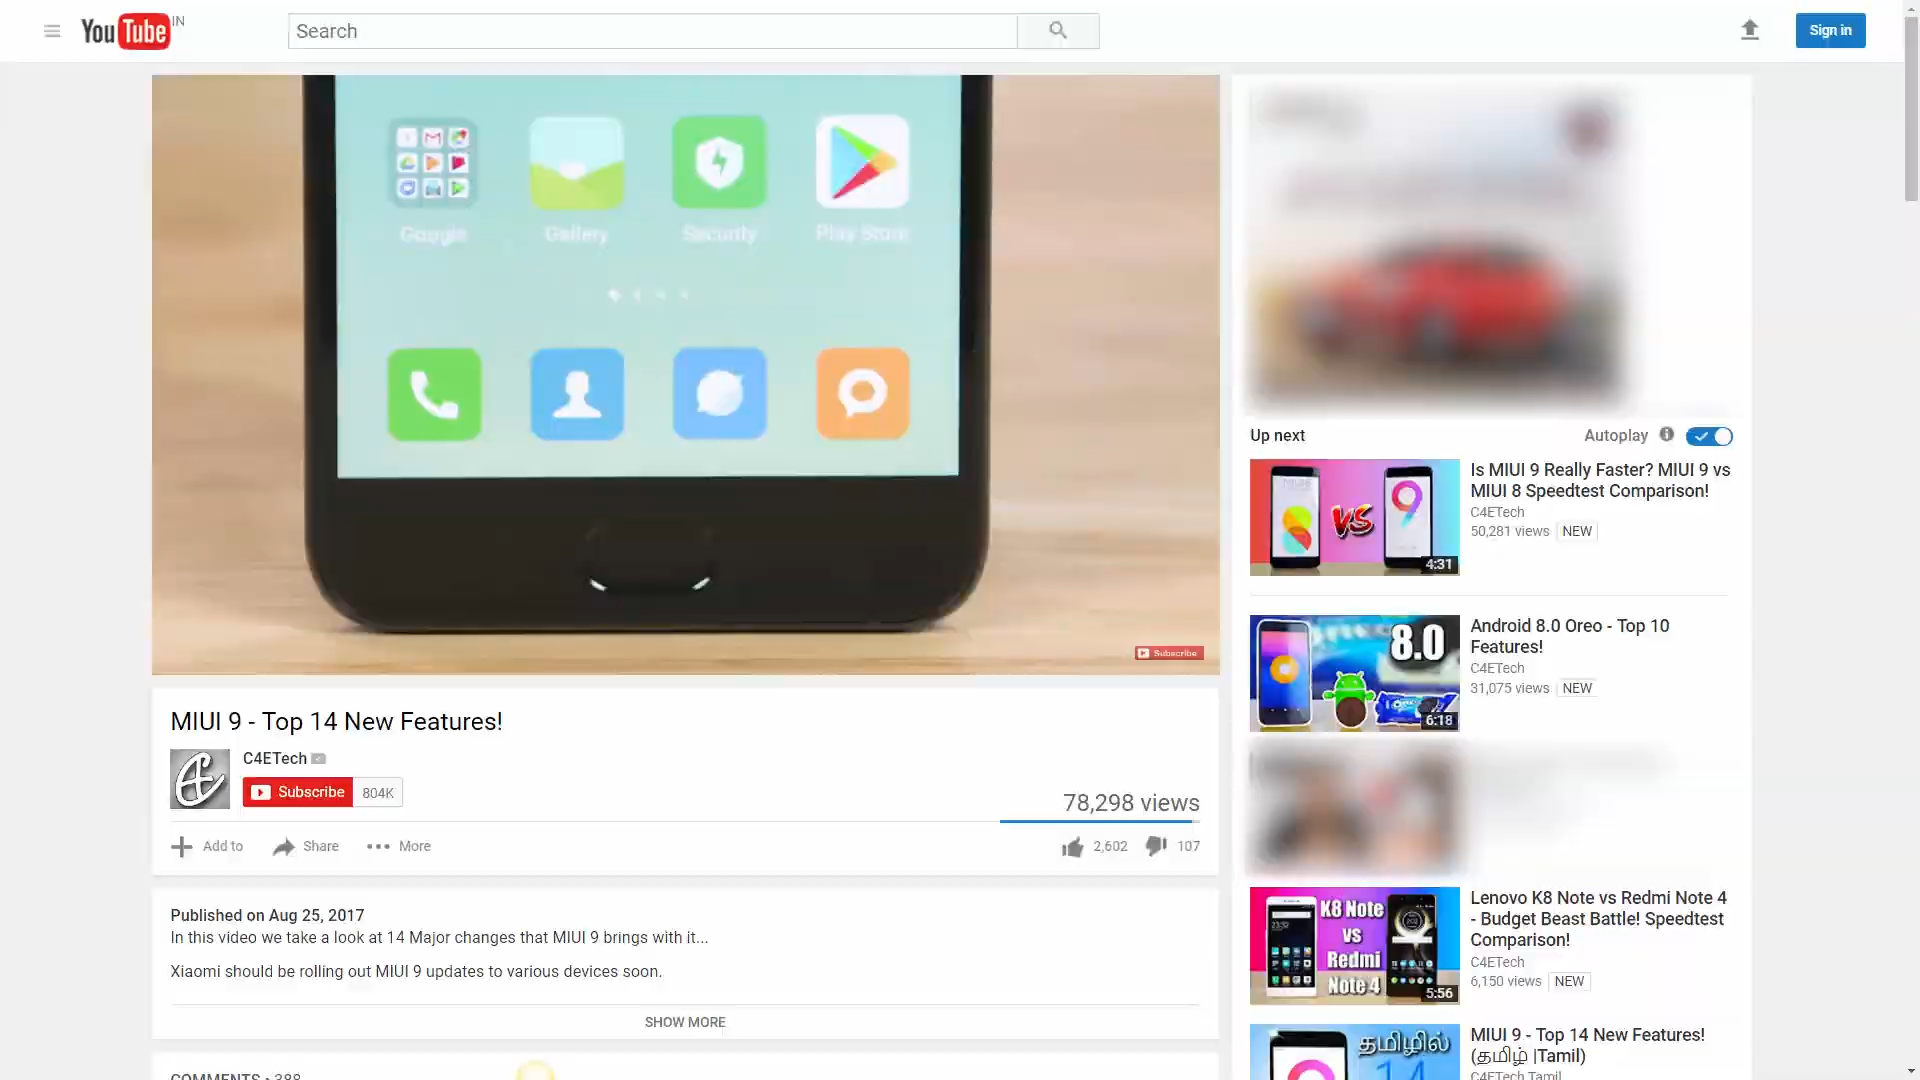 YouTube IN
Search
Sign in
Google
Gallery
Security
Play Store
Subscribe
MIUI 9 - Top 14 New Features!
C4ETech
Subscribe 804K
78,298 views
Add to
Share
More
2,602
107
Published on Aug 25, 2017
In this video we take a look at 14 Major changes that MIUI 9 brings with it...
Xiaomi should be rolling out MIUI 9 updates to various devices soon.
SHOW MORE
COMMENTS • 388
Up next
Autoplay
VS
4:31
Is MIUI 9 Really Faster? MIUI 9 vs
MIUI 8 Speedtest Comparison!
C4ETech
50,281 views NEW
8.0
6:18
Android 8.0 Oreo - Top 10
Features!
C4ETech
31,075 views NEW
K8 Note
vs
Redmi
Note 4
5:56
Lenovo K8 Note vs Redmi Note 4
- Budget Beast Battle! Speedtest
Comparison!
C4ETech
6,150 views NEW
தமிழில்
14
MIUI 9 - Top 14 New Features!
(தமிழ் |Tamil)
C4ETech Tamil